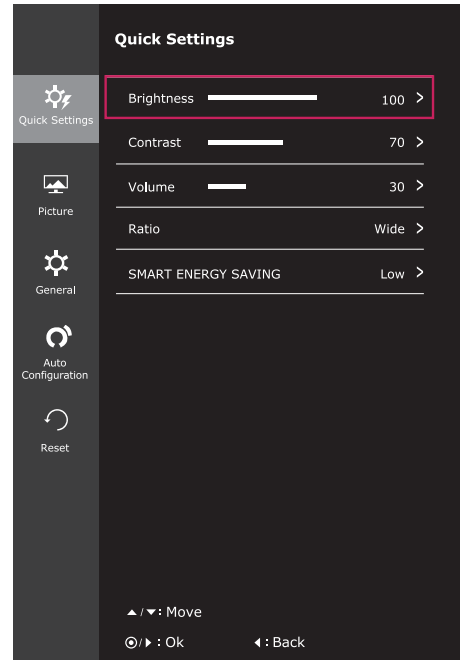 Quick Settings
Quick Settings
Brightness 100 >
Contrast 70 >
Volume 30 >
Ratio Wide >
SMART ENERGY SAVING Low >
Picture
General
Auto
Configuration
Reset
▲/▼: Move
◉/▶ : Ok ◀ : Back